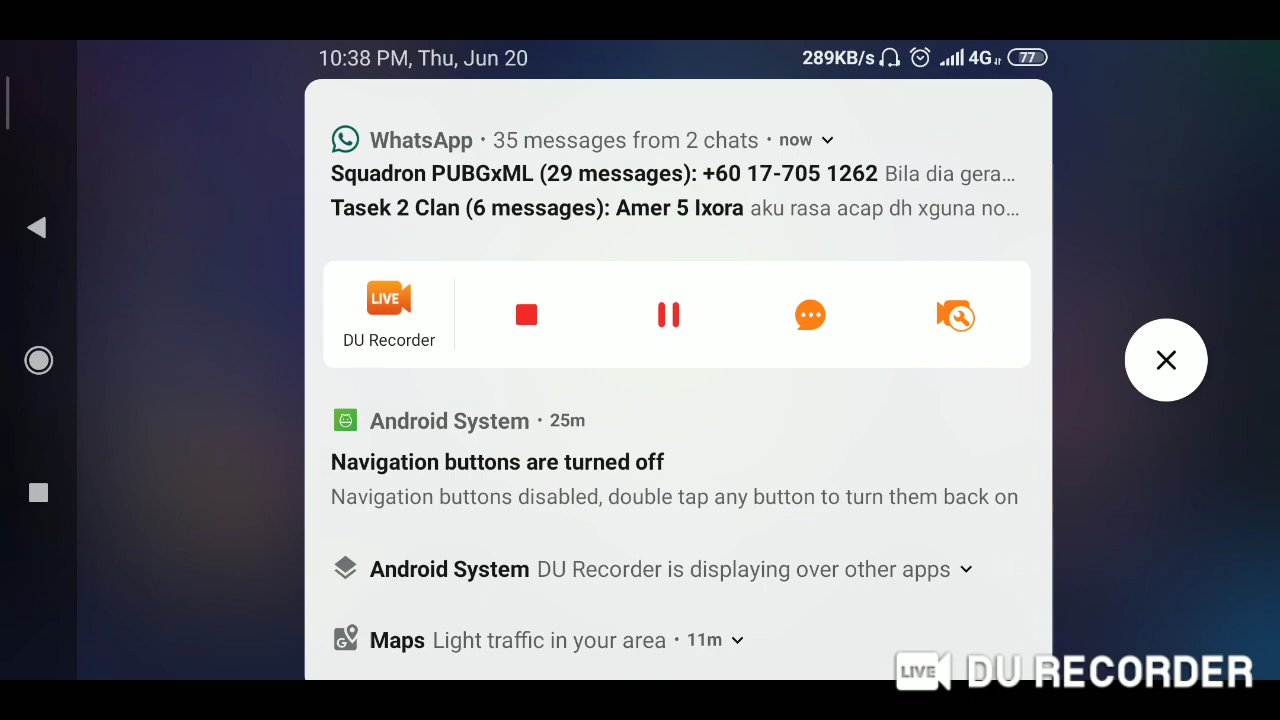 10:38 PM, Thu, Jun 20 289KB/s 4G 77
WhatsApp · 35 messages from 2 chats · now
Squadron PUBGxML (29 messages): +60 17-705 1262 Bila dia gera...
Tasek 2 Clan (6 messages): Amer 5 Ixora aku rasa acap dh xguna no...
LIVE
DU Recorder
Android System · 25m
Navigation buttons are turned off
Navigation buttons disabled, double tap any button to turn them back on
Android System DU Recorder is displaying over other apps
Maps Light traffic in your area · 11m
LIVE DU RECORDER